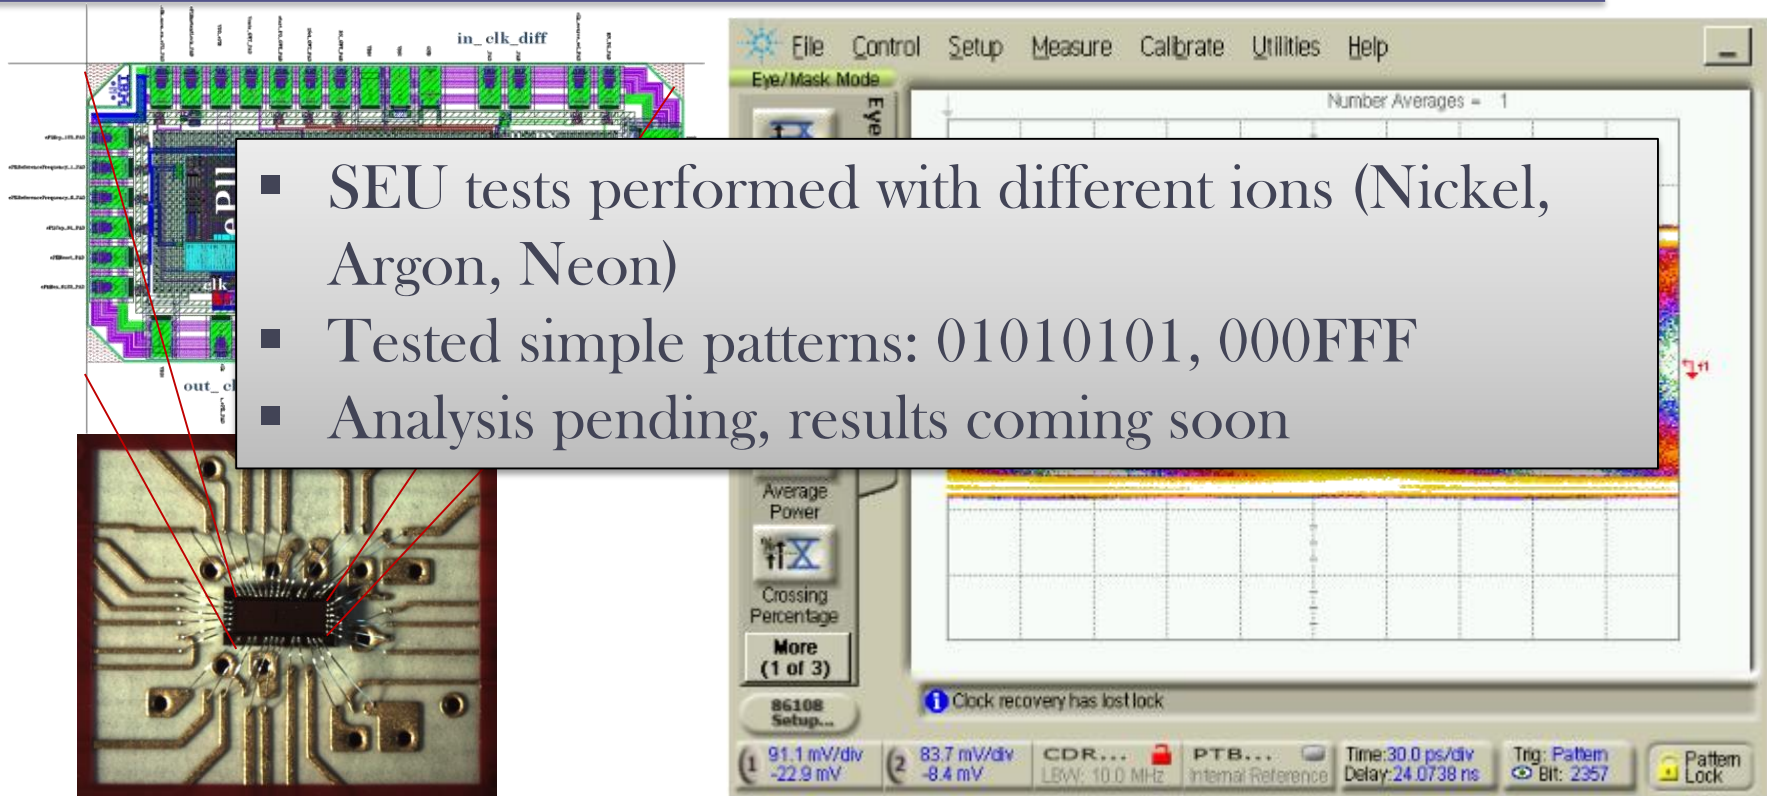 in_clk_diff
ePll
clk
▪ SEU tests performed with different ions (Nickel,
Argon, Neon)
▪ Tested simple patterns: 01010101, 000FFF
▪ Analysis pending, results coming soon
File Control Setup Measure Calibrate Utilities Help
Eye/Mask Mode
Eye
Number Averages = 1
Average
Power
Crossing
Percentage
More
(1 of 3)
86108
Setup...
Clock recovery has lost lock
1 91.1 mV/div
-22.9 mV
2 83.7 mV/div
-8.4 mV
CDR...
LBW: 10.0 MHz
PTB...
Internal Reference
Time:30.0 ps/div
Delay:24.0738 ns
Trig: Pattern
Bit: 2357
Pattern
Lock